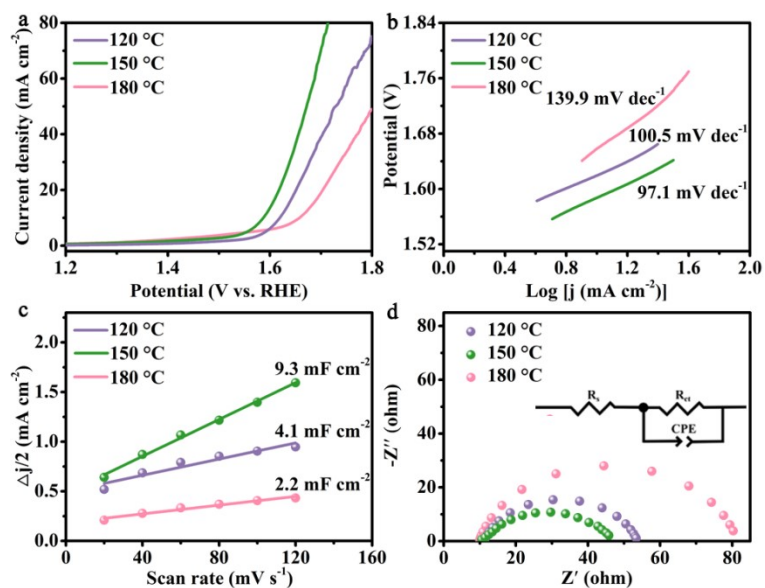 a
120 °C
150 °C
180 °C
Current density (mA cm⁻²)
80
60
40
20
0
1.2
1.4
1.6
1.8
Potential (V vs. RHE)
b
120 °C
150 °C
180 °C
139.9 mV dec⁻¹
100.5 mV dec⁻¹
97.1 mV dec⁻¹
Potential (V)
1.84
1.76
1.68
1.60
1.52
0.0
0.4
0.8
1.2
1.6
2.0
Log [j (mA cm⁻²)]
c
120 °C
150 °C
180 °C
9.3 mF cm⁻²
4.1 mF cm⁻²
2.2 mF cm⁻²
△j/2 (mA cm⁻²)
2.0
1.5
1.0
0.5
0.0
0
40
80
120
160
Scan rate (mV s⁻¹)
d
120 °C
150 °C
180 °C
Rs
Rct
CPE
-Z″ (ohm)
80
60
40
20
0
0
20
40
60
80
Z′ (ohm)